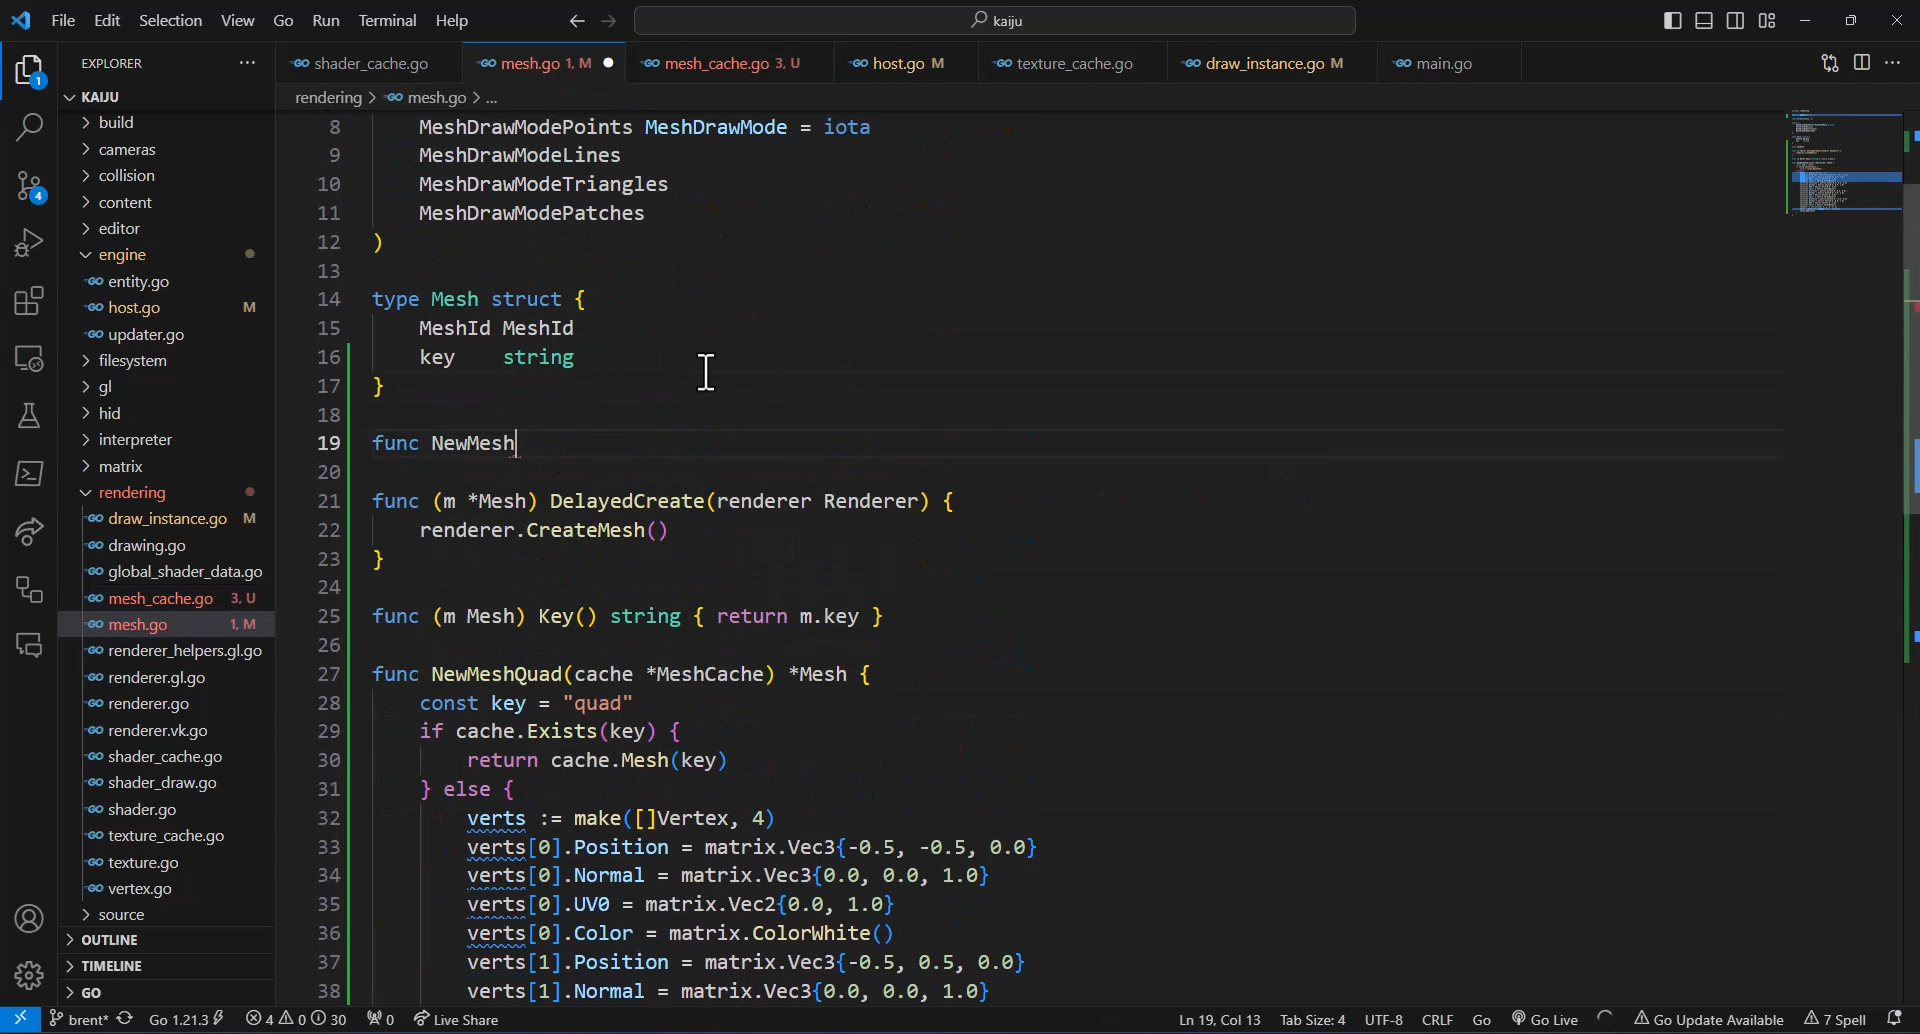 File Edit Selection View Go Run Terminal Help
kaiju
EXPLORER
KAIJU
build
cameras
collision
content
editor
engine
entity.go
host.go M
updater.go
filesystem
gl
hid
interpreter
matrix
rendering
draw_instance.go M
drawing.go
global_shader_data.go
mesh_cache.go 3, U
mesh.go 1, M
renderer_helpers.gl.go
renderer.gl.go
renderer.go
renderer.vk.go
shader_cache.go
shader_draw.go
shader.go
texture_cache.go
texture.go
vertex.go
source
OUTLINE
TIMELINE
GO
1
4
shader_cache.go mesh.go 1, M mesh_cache.go 3, U host.go M texture_cache.go draw_instance.go M main.go
rendering > mesh.go > ...
8 MeshDrawModePoints MeshDrawMode = iota
9 MeshDrawModeLines
10 MeshDrawModeTriangles
11 MeshDrawModePatches
12 )
13
14 type Mesh struct {
15 MeshId MeshId
16 key string
17 }
18
19 func NewMesh
20
21 func (m *Mesh) DelayedCreate(renderer Renderer) {
22 renderer.CreateMesh()
23 }
24
25 func (m Mesh) Key() string { return m.key }
26
27 func NewMeshQuad(cache *MeshCache) *Mesh {
28 const key = "quad"
29 if cache.Exists(key) {
30 return cache.Mesh(key)
31 } else {
32 verts := make([]Vertex, 4)
33 verts[0].Position = matrix.Vec3{-0.5, -0.5, 0.0}
34 verts[0].Normal = matrix.Vec3{0.0, 0.0, 1.0}
35 verts[0].UV0 = matrix.Vec2{0.0, 1.0}
36 verts[0].Color = matrix.ColorWhite()
37 verts[1].Position = matrix.Vec3{-0.5, 0.5, 0.0}
38 verts[1].Normal = matrix.Vec3{0.0, 0.0, 1.0}
brent* Go 1.21.3 4 0 30 0 Live Share Ln 19, Col 13 Tab Size: 4 UTF-8 CRLF Go Go Live Go Update Available 7 Spell